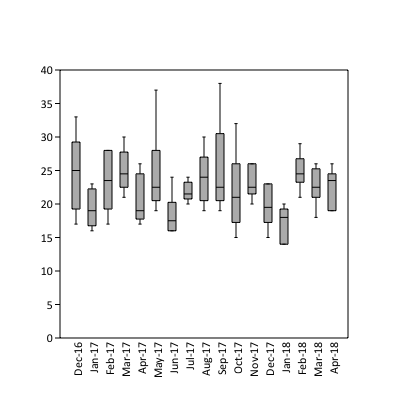 40
35
30
25
20
15
10
5
0
Dec-16
Jan-17
Feb-17
Mar-17
Apr-17
May-17
Jun-17
Jul-17
Aug-17
Sep-17
Oct-17
Nov-17
Dec-17
Jan-18
Feb-18
Mar-18
Apr-18